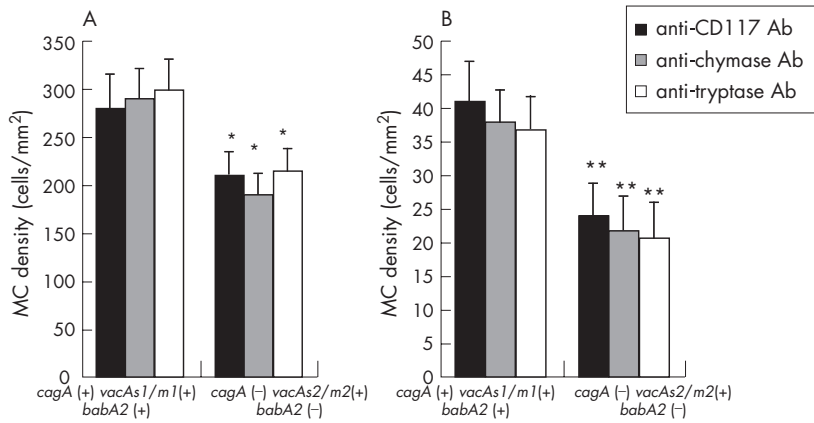 A
MC density (cells/mm²)
350
300
250
200
150
100
50
0
* * *
cagA (+) vacAs1/m1(+)
babA2 (+)
cagA (–) vacAs2/m2(+)
babA2 (–)
B
MC density (cells/mm²)
50
45
40
35
30
25
20
15
10
5
0
** ** **
cagA (+) vacAs1/m1(+)
babA2 (+)
cagA (–) vacAs2/m2(+)
babA2 (–)
anti-CD117 Ab
anti-chymase Ab
anti-tryptase Ab